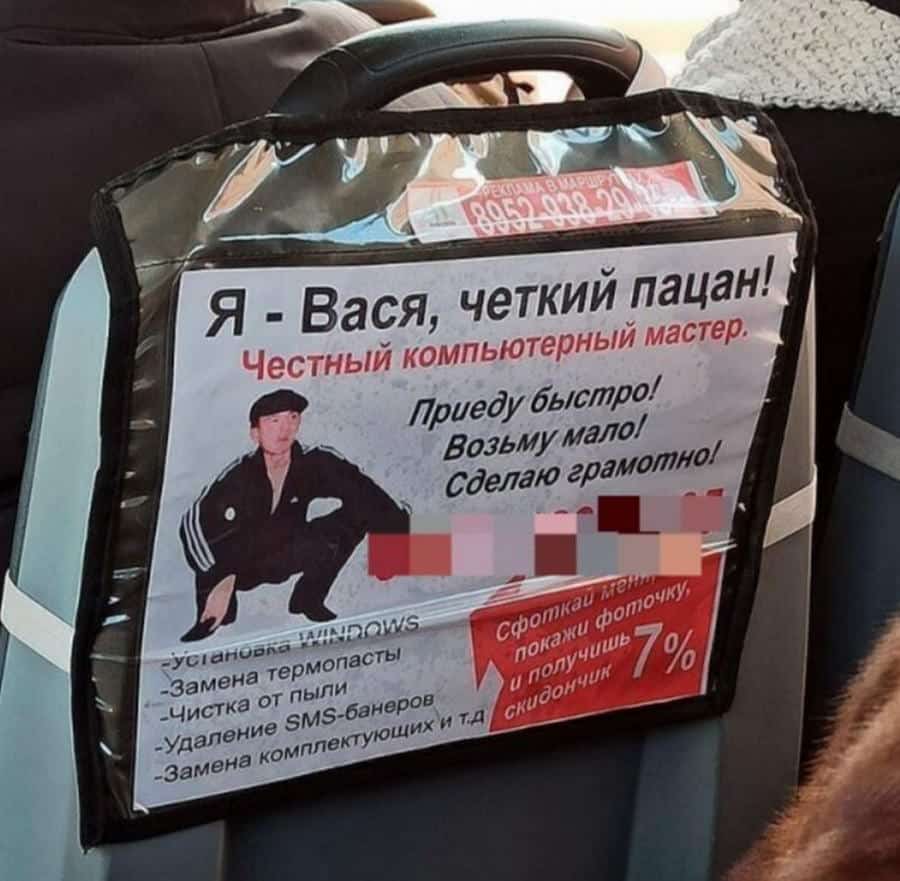 РЕКЛАМА В
8952-938-29
Я - Вася, четкий пацан!
Честный компьютерный мастер.
Приеду быстро!
Возьму мало!
Сделаю грамотно!
-Установка WINDOWS
-Замена термопасты
-Чистка от пыли
-Удаление SMS-банеров
-Замена комплектующих и т.д
Сфоткай меня,
покажи фоточку,
и получишь 7%
скидончик